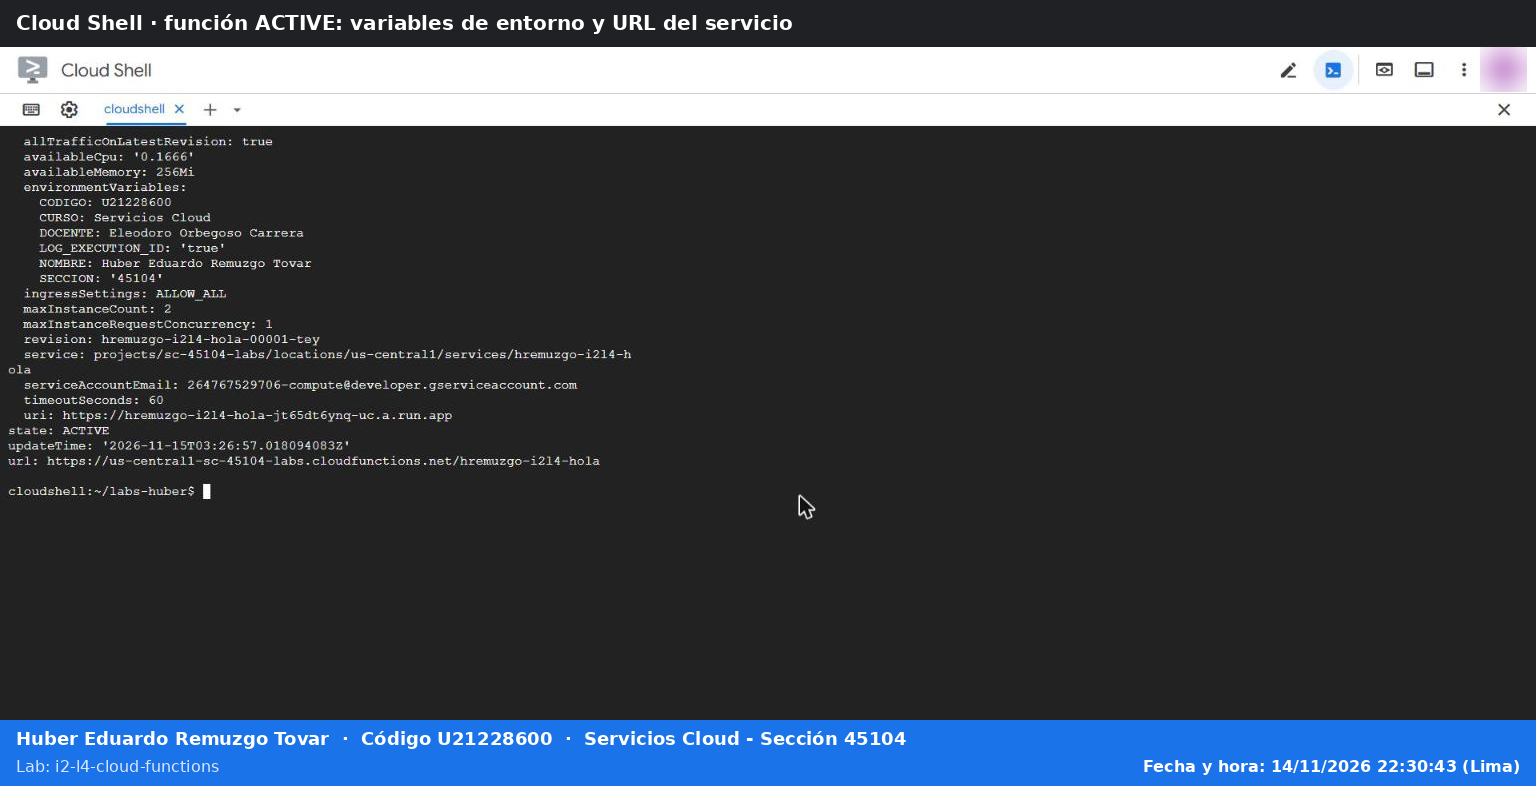 Cloud Shell · función ACTIVE: variables de entorno y URL del servicio
Cloud Shell
cloudshell
allTrafficOnLatestRevision: true
availableCpu: '0.1666'
availableMemory: 256Mi
environmentVariables:
CODIGO: U21228600
CURSO: Servicios Cloud
DOCENTE: Eleodoro Orbegoso Carrera
LOG_EXECUTION_ID: 'true'
NOMBRE: Huber Eduardo Remuzgo Tovar
SECCION: '45104'
ingressSettings: ALLOW_ALL
maxInstanceCount: 2
maxInstanceRequestConcurrency: 1
revision: hremuzgo-i2l4-hola-00001-tey
service: projects/sc-45104-labs/locations/us-central1/services/hremuzgo-i2l4-h
ola
serviceAccountEmail: 264767529706-compute@developer.gserviceaccount.com
timeoutSeconds: 60
uri: https://hremuzgo-i2l4-hola-jt65dt6ynq-uc.a.run.app
state: ACTIVE
updateTime: '2026-11-15T03:26:57.018094083Z'
url: https://us-central1-sc-45104-labs.cloudfunctions.net/hremuzgo-i2l4-hola
cloudshell:~/labs-huber$
Huber Eduardo Remuzgo Tovar · Código U21228600 · Servicios Cloud - Sección 45104
Lab: i2-l4-cloud-functions
Fecha y hora: 14/11/2026 22:30:43 (Lima)